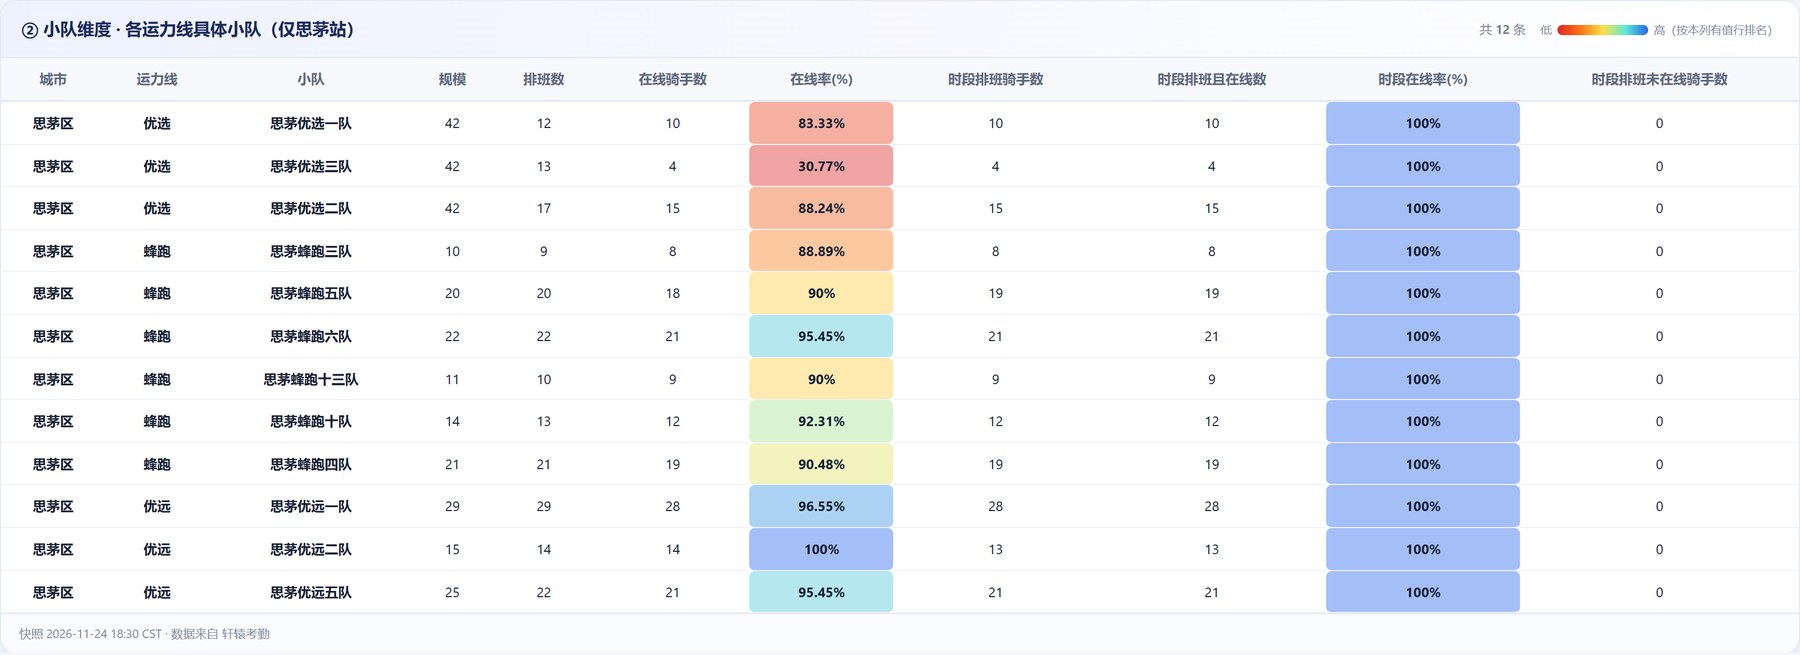 ② 小队维度 · 各运力线具体小队（仅思茅站）
共 12 条 低 高 (按本列有值行排名)
城市 运力线 小队 规模 排班数 在线骑手数 在线率(%) 时段排班骑手数 时段排班且在线数 时段在线率(%) 时段排班未在线骑手数
思茅区 优选 思茅优选一队 42 12 10 83.33% 10 10 100% 0
思茅区 优选 思茅优选三队 42 13 4 30.77% 4 4 100% 0
思茅区 优选 思茅优选二队 42 17 15 88.24% 15 15 100% 0
思茅区 蜂跑 思茅蜂跑三队 10 9 8 88.89% 8 8 100% 0
思茅区 蜂跑 思茅蜂跑五队 20 20 18 90% 19 19 100% 0
思茅区 蜂跑 思茅蜂跑六队 22 22 21 95.45% 21 21 100% 0
思茅区 蜂跑 思茅蜂跑十三队 11 10 9 90% 9 9 100% 0
思茅区 蜂跑 思茅蜂跑十队 14 13 12 92.31% 12 12 100% 0
思茅区 蜂跑 思茅蜂跑四队 21 21 19 90.48% 19 19 100% 0
思茅区 优远 思茅优远一队 29 29 28 96.55% 28 28 100% 0
思茅区 优远 思茅优远二队 15 14 14 100% 13 13 100% 0
思茅区 优远 思茅优远五队 25 22 21 95.45% 21 21 100% 0
快照 2026-11-24 18:30 CST · 数据来自 轩辕考勤